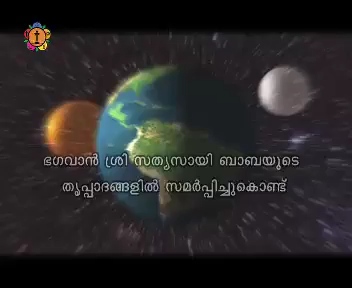 ഭഗവാൻ ശ്രീ സത്യസായി ബാബയുടെ
തൃപ്പാദങ്ങളിൽ സമർപ്പിച്ചുകൊണ്ട്